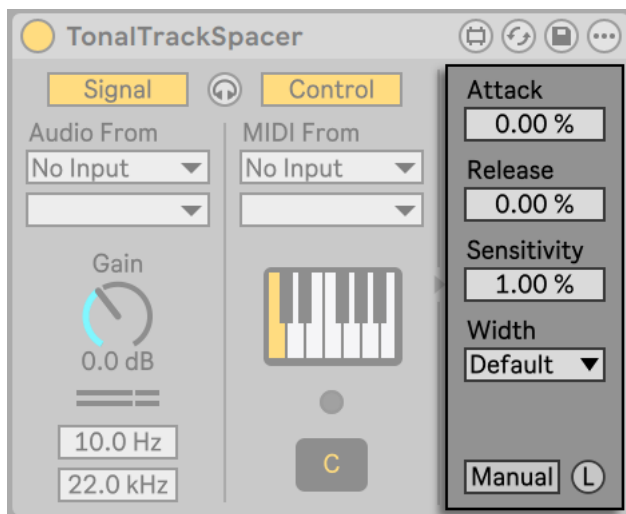 TonalTrackSpacer
Signal
Control
Audio From
No Input
Gain
0.0 dB
10.0 Hz
22.0 kHz
MIDI From
No Input
C
Attack
0.00 %
Release
0.00 %
Sensitivity
1.00 %
Width
Default
Manual
L